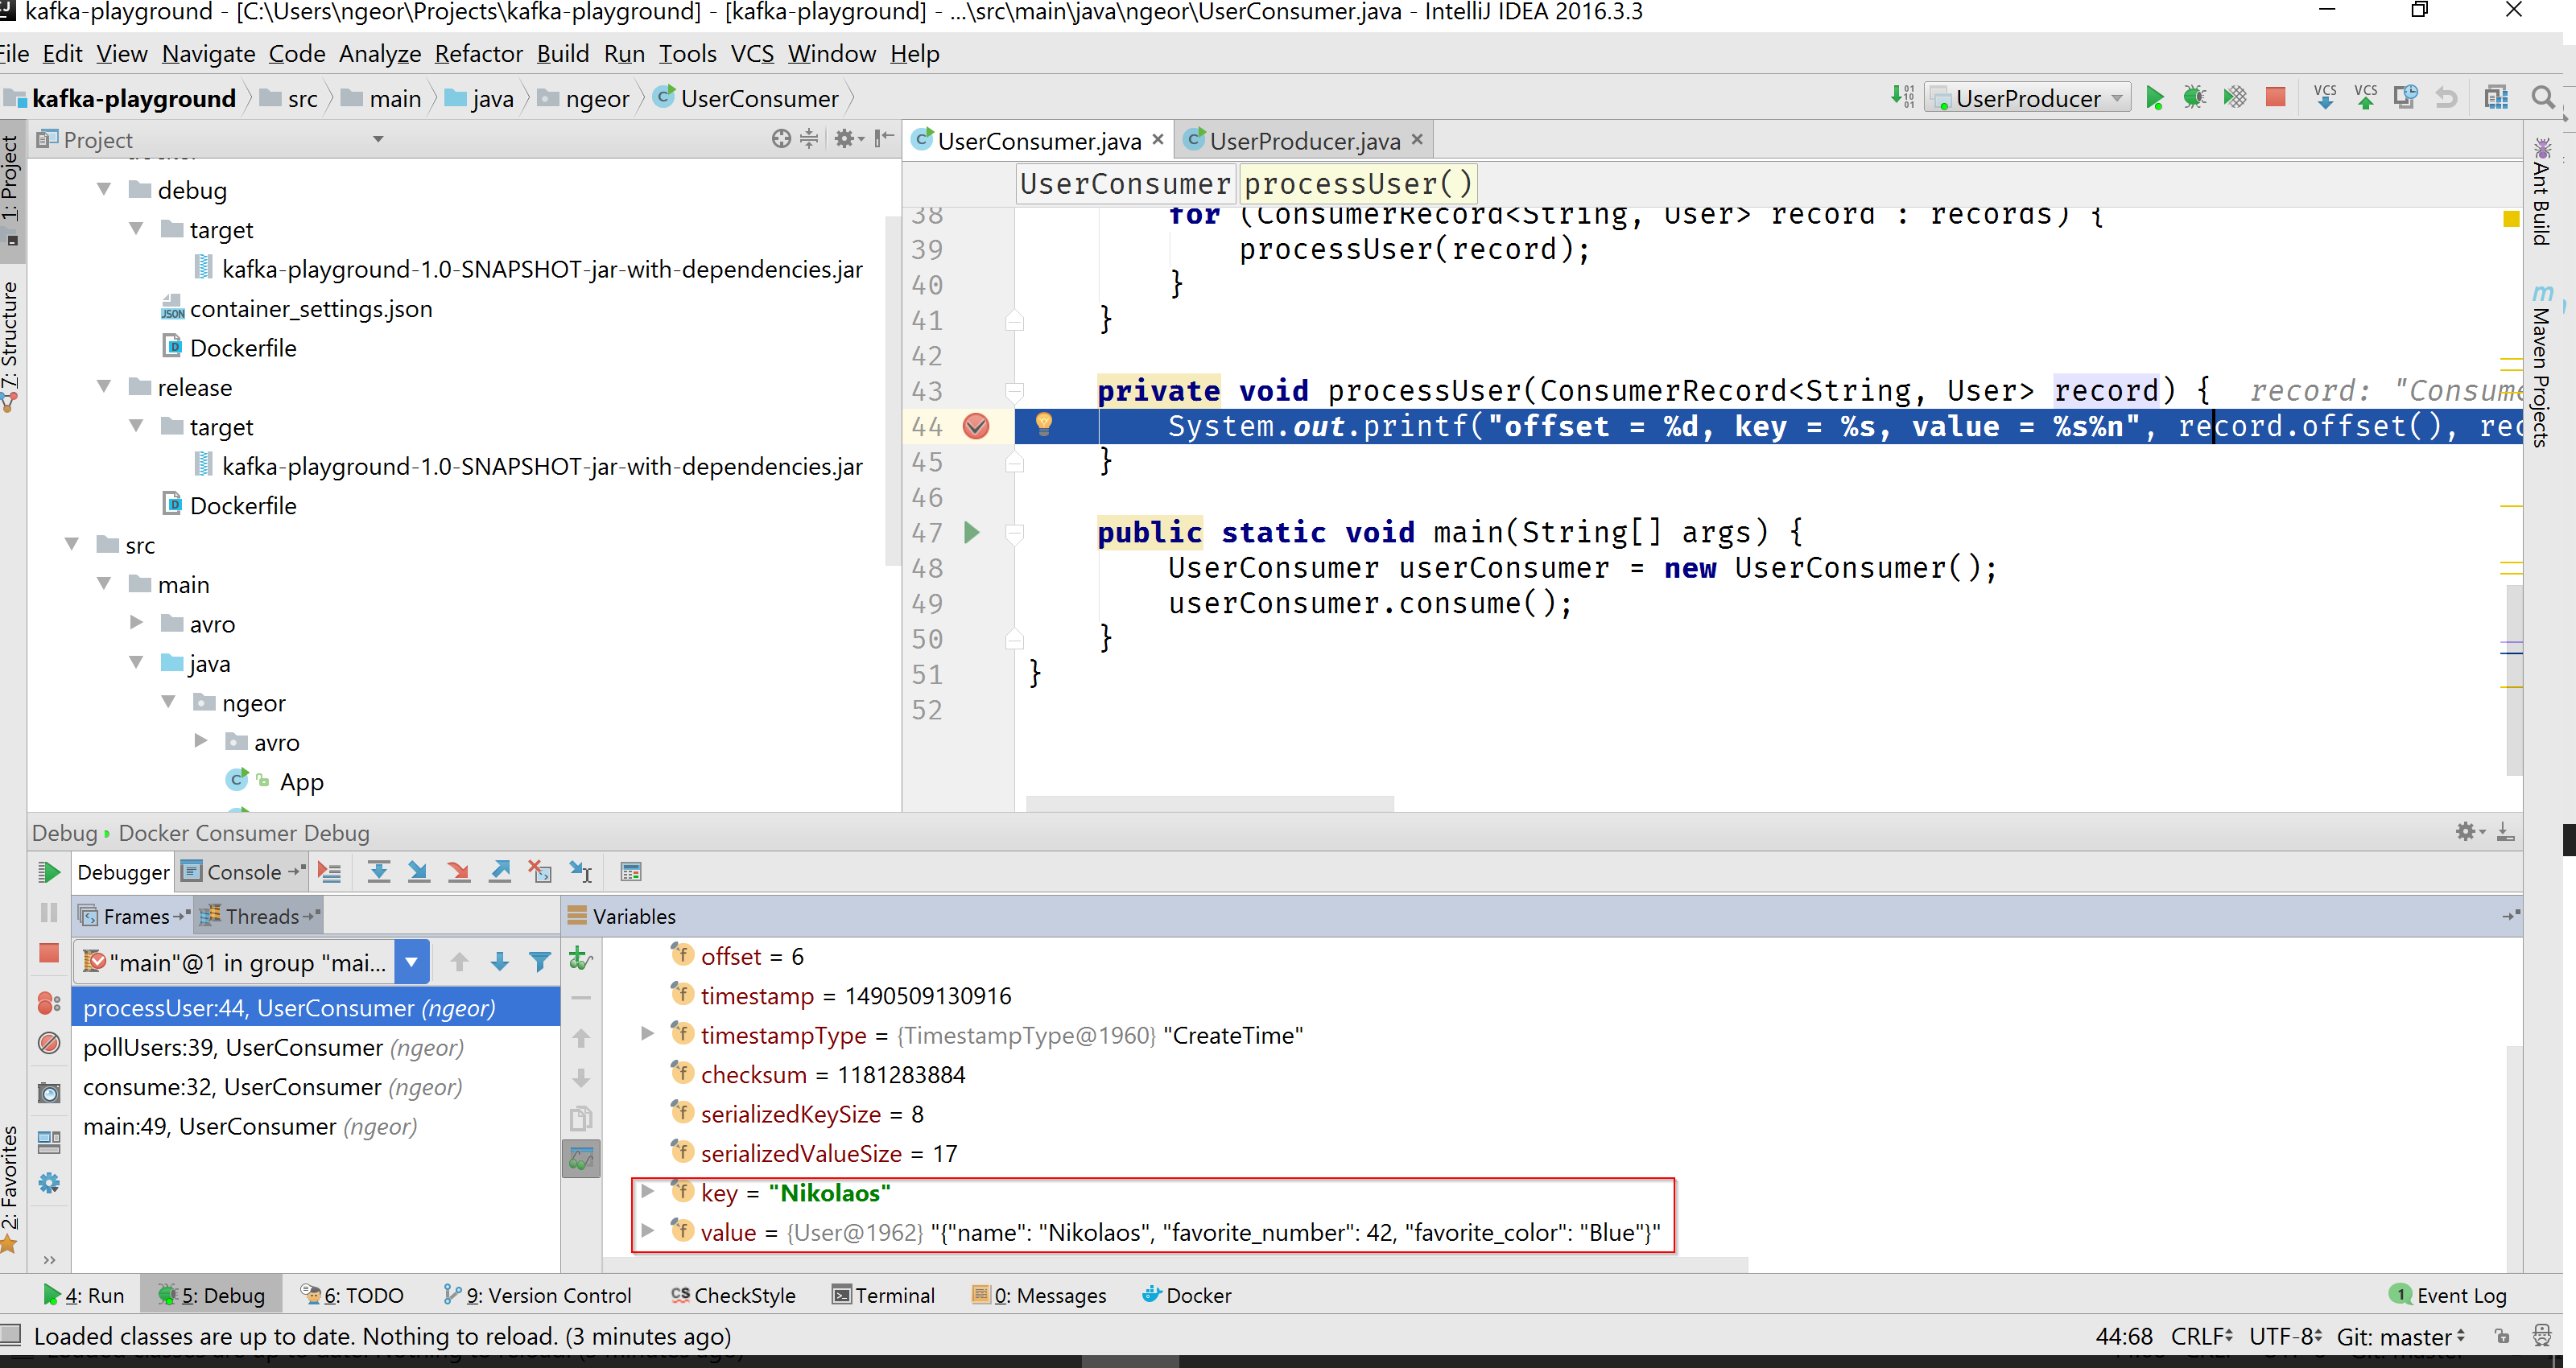 kafka-playground - [C:\Users\ngeor\Projects\kafka-playground] - [kafka-playground] - ...\src\main\java\ngeor\UserConsumer.java - IntelliJ IDEA 2016.3.3
File Edit View Navigate Code Analyze Refactor Build Run Tools VCS Window Help
kafka-playground src main java ngeor UserConsumer
UserProducer
VCS VCS
1: Project
7: Structure
2: Favorites
Project
debug
target
kafka-playground-1.0-SNAPSHOT-jar-with-dependencies.jar
container_settings.json
Dockerfile
release
target
kafka-playground-1.0-SNAPSHOT-jar-with-dependencies.jar
Dockerfile
src
main
avro
java
ngeor
avro
App
UserConsumer.java UserProducer.java
UserConsumer processUser()
38 for (ConsumerRecord<String, User> record : records) {
39 processUser(record);
40 }
41 }
42
43 private void processUser(ConsumerRecord<String, User> record) { record: "Consume
44 System.out.printf("offset = %d, key = %s, value = %s%n", record.offset(), rec
45 }
46
47 public static void main(String[] args) {
48 UserConsumer userConsumer = new UserConsumer();
49 userConsumer.consume();
50 }
51 }
52
Ant Build
Maven Projects
Debug Docker Consumer Debug
Debugger Console
Frames Threads
Variables
"main"@1 in group "mai...
processUser:44, UserConsumer (ngeor)
pollUsers:39, UserConsumer (ngeor)
consume:32, UserConsumer (ngeor)
main:49, UserConsumer (ngeor)
offset = 6
timestamp = 1490509130916
timestampType = {TimestampType@1960} "CreateTime"
checksum = 1181283884
serializedKeySize = 8
serializedValueSize = 17
key = "Nikolaos"
value = {User@1962} "{"name": "Nikolaos", "favorite_number": 42, "favorite_color": "Blue"}"
4: Run 5: Debug 6: TODO 9: Version Control CheckStyle Terminal 0: Messages Docker 1 Event Log
Loaded classes are up to date. Nothing to reload. (3 minutes ago) 44:68 CRLF UTF-8 Git: master